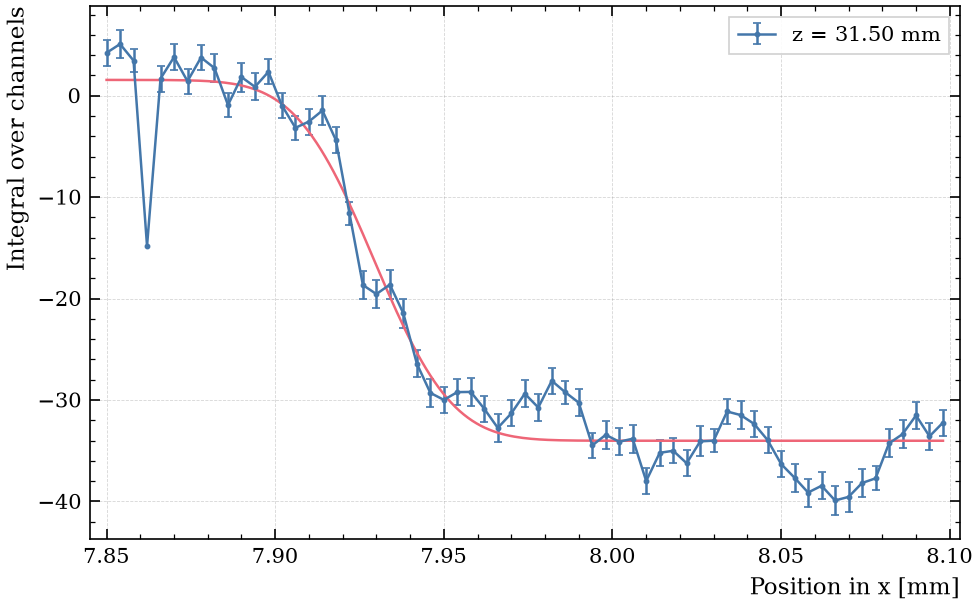 Integral over channels
z = 31.50 mm
0
−10
−20
−30
−40
7.85 7.90 7.95 8.00 8.05 8.10
Position in x [mm]